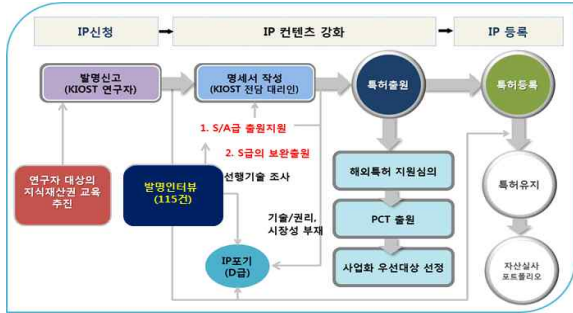 IP신청
IP 컨텐츠 강화
IP 등록
발명신고
(KIOST 연구자)
명세서 작성
(KIOST 전담 대리인)
특허출원
특허등록
1. S/A급 출원지원
2. S급의 보완출원
선행기술 조사
연구자 대상의
지식재산권 교육
추진
발명인터뷰
(115건)
기술/권리,
시장성 부재
IP포기
(D급)
해외특허 지원심의
PCT 출원
사업화 우선대상 선정
특허유지
자산실사
포트폴리오